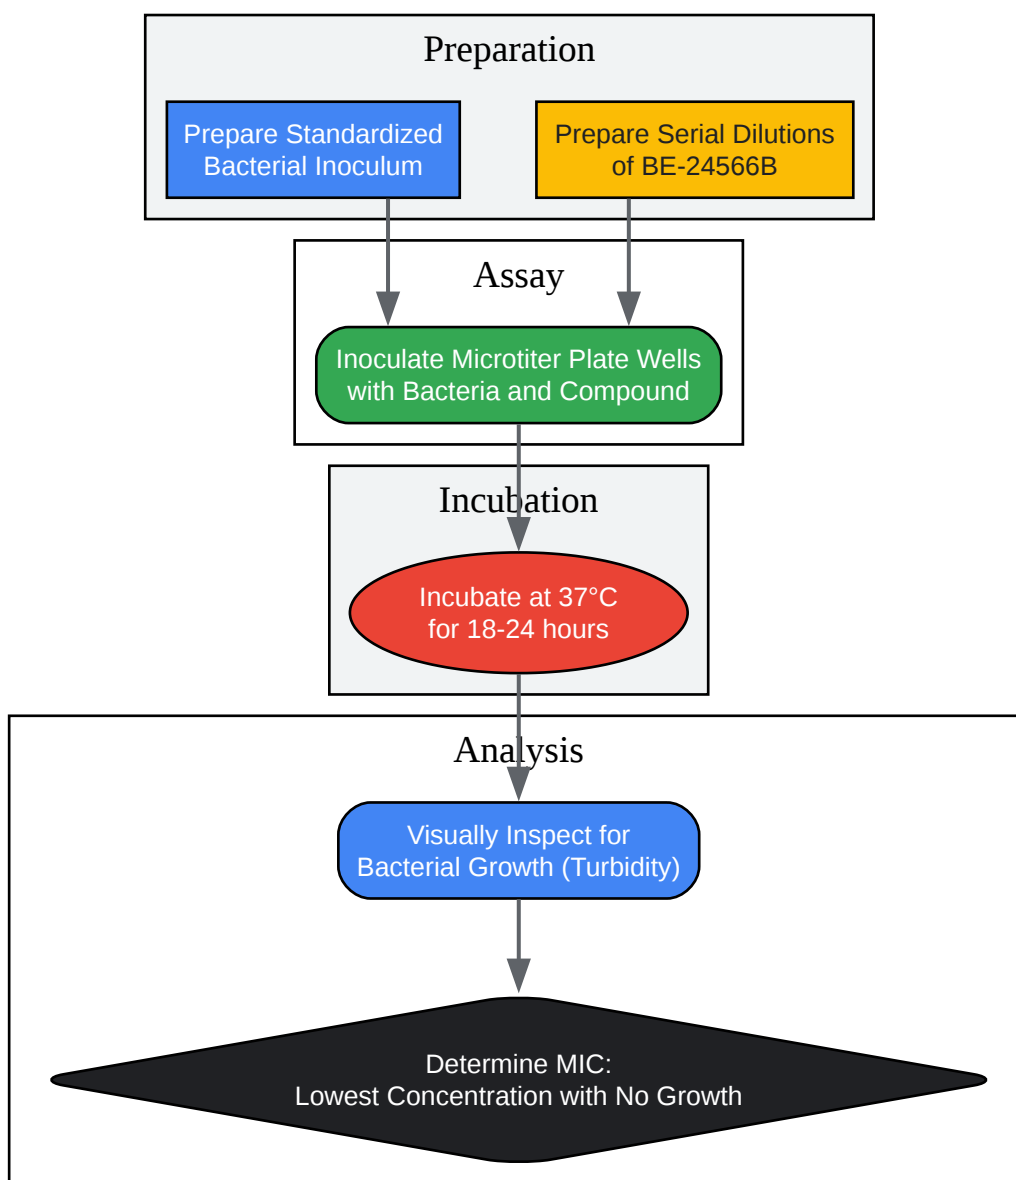 Preparation
Prepare Standardized
Bacterial Inoculum
Prepare Serial Dilutions
of BE-24566B
Assay
Inoculate Microtiter Plate Wells
with Bacteria and Compound
Incubation
Incubate at 37°C
for 18-24 hours
Analysis
Visually Inspect for
Bacterial Growth (Turbidity)
Determine MIC:
Lowest Concentration with No Growth